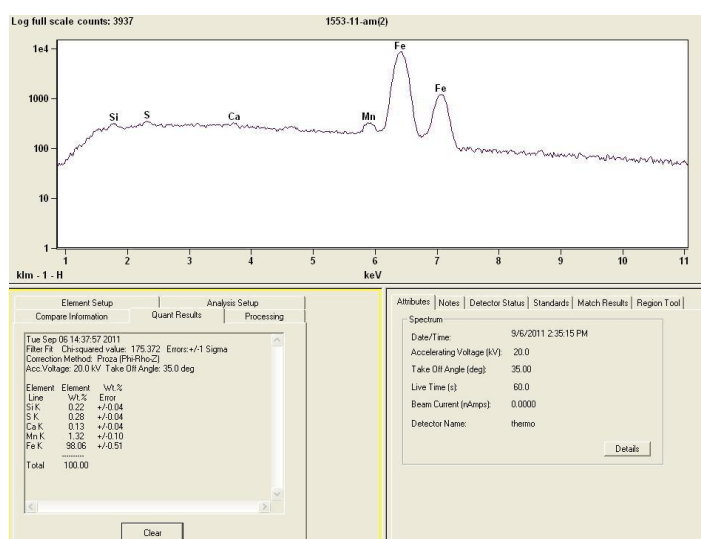 Log full scale counts: 3937 1553-11-am(2)
1e4
1000
100
10
1
Si S Ca Mn Fe Fe
1 2 3 4 5 6 7 8 9 10 11
klm - 1 - H keV
Element Setup Analysis Setup
Compare Information Quant Results Processing
Tue Sep 06 14:37:57 2011
Filter Fit Chi-squared value: 175.372 Errors:+/-1 Sigma
Correction Method: Proza (Phi-Rho-Z)
Acc.Voltage: 20.0 kV Take Off Angle: 35.0 deg
Element Element Wt.%
Line Wt.% Error
Si K 0.22 +/-0.04
S K 0.28 +/-0.04
Ca K 0.13 +/-0.04
Mn K 1.32 +/-0.10
Fe K 98.06 +/-0.51
Total 100.00
Clear
Attributes Notes Detector Status Standards Match Results Region Tool
Spectrum
Date/Time: 9/6/2011 2:35:15 PM
Accelerating Voltage (kV): 20.0
Take Off Angle (deg): 35.00
Live Time (s): 60.0
Beam Current (nAmps): 0.0000
Detector Name: thermo
Details